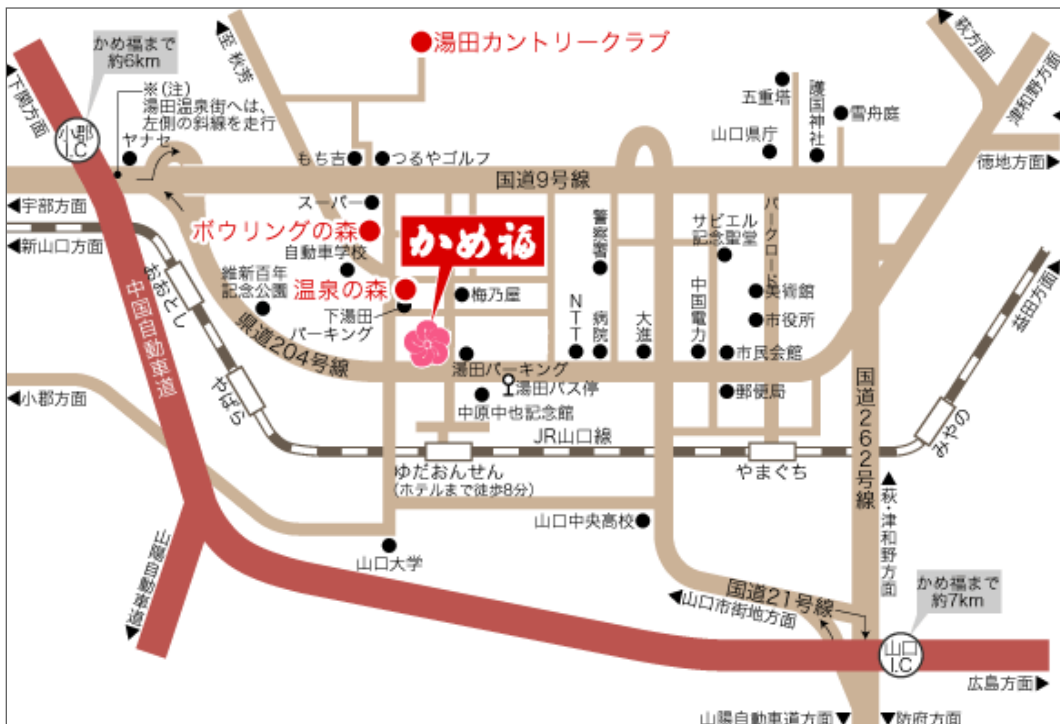 かめ福まで
約6km
下関方面
小郡
I.C
※(注)
湯田温泉街へは、
左側の斜線を走行
ヤナセ
至 秋芳
湯田カントリークラブ
もち吉
つるやゴルフ
五重塔
護国神社
雪舟庭
山口県庁
萩方面
津和野方面
徳地方面
国道9号線
宇部方面
新山口方面
スーパー
ボウリングの森
自動車学校
かめ福
警察署
サビエル
記念聖堂
パークロード
おおとし
維新百年
記念公園
温泉の森
下湯田
パーキング
梅乃屋
NTT
病院
大進
中国電力
美術館
市役所
市民会館
益田方面
中国自動車道
県道204号線
湯田パーキング
湯田バス停
中原中也記念館
郵便局
小郡方面
やばら
JR山口線
国道262号線
みやの
ゆだおんせん
(ホテルまで徒歩8分)
やまぐち
山口中央高校
山口大学
萩・津和野方面
山陽自動車道
国道21号線
山口市街地方面
かめ福まで
約7km
山口
I.C
広島方面
山陽自動車道方面
防府方面